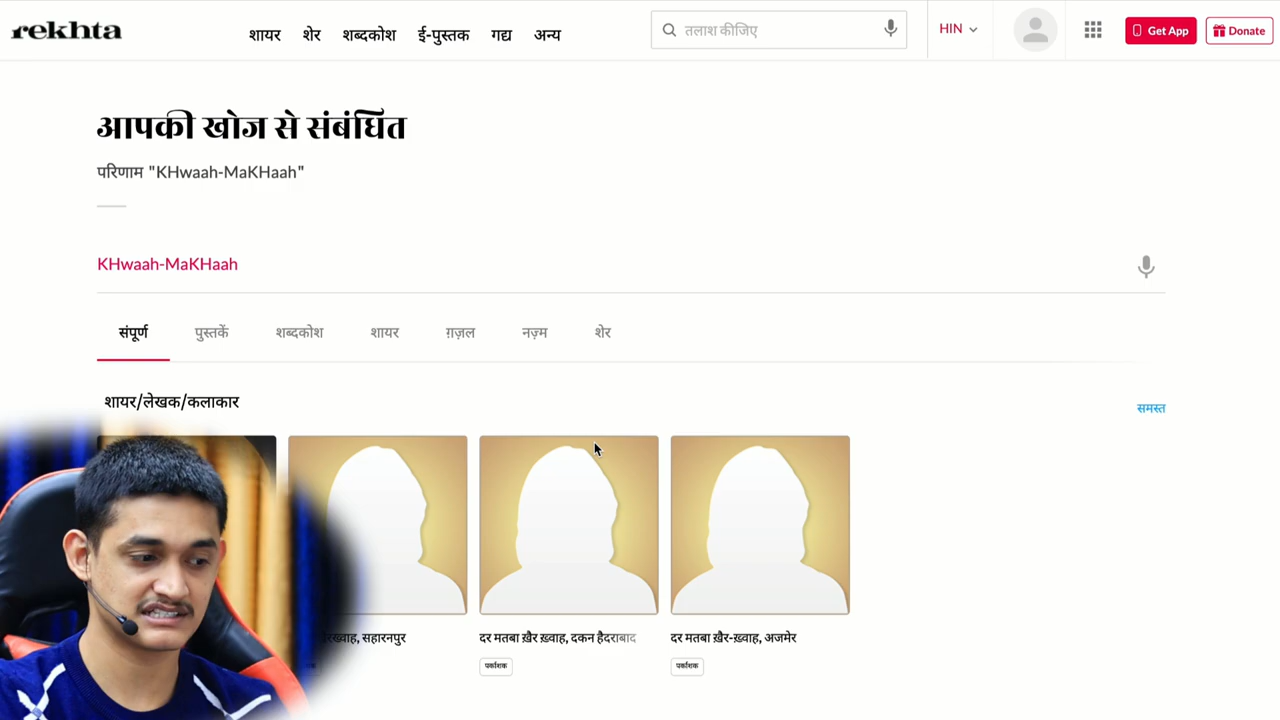 rekhta
शायर शेर शब्दकोश ई-पुस्तक गद्य अन्य
तलाश कीजिए
HIN
Get App
Donate
आपकी खोज से संबंधित
परिणाम "KHwaah-MaKHaah"
KHwaah-MaKHaah
संपूर्ण पुस्तकें शब्दकोश शायर ग़ज़ल नज़्म शेर
शायर/लेखक/कलाकार
समस्त
सहारनपुर
दर मतबा ख़ैर ख़्वाह, दकन हैदराबाद
दर मतबा ख़ैर-ख़्वाह, अजमेर
पर्काशक
पर्काशक